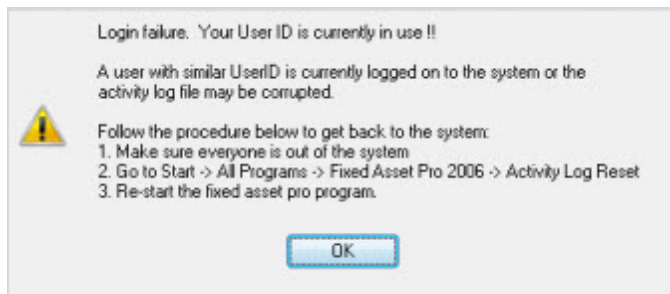 Login failure. Your User ID is currently in use !!
A user with similar UserID is currently logged on to the system or the
activity log file may be corrupted.
Follow the procedure below to get back to the system:
1. Make sure everyone is out of the system
2. Go to Start -> All Programs -> Fixed Asset Pro 2006 -> Activity Log Reset
3. Re-start the fixed asset pro program.
OK